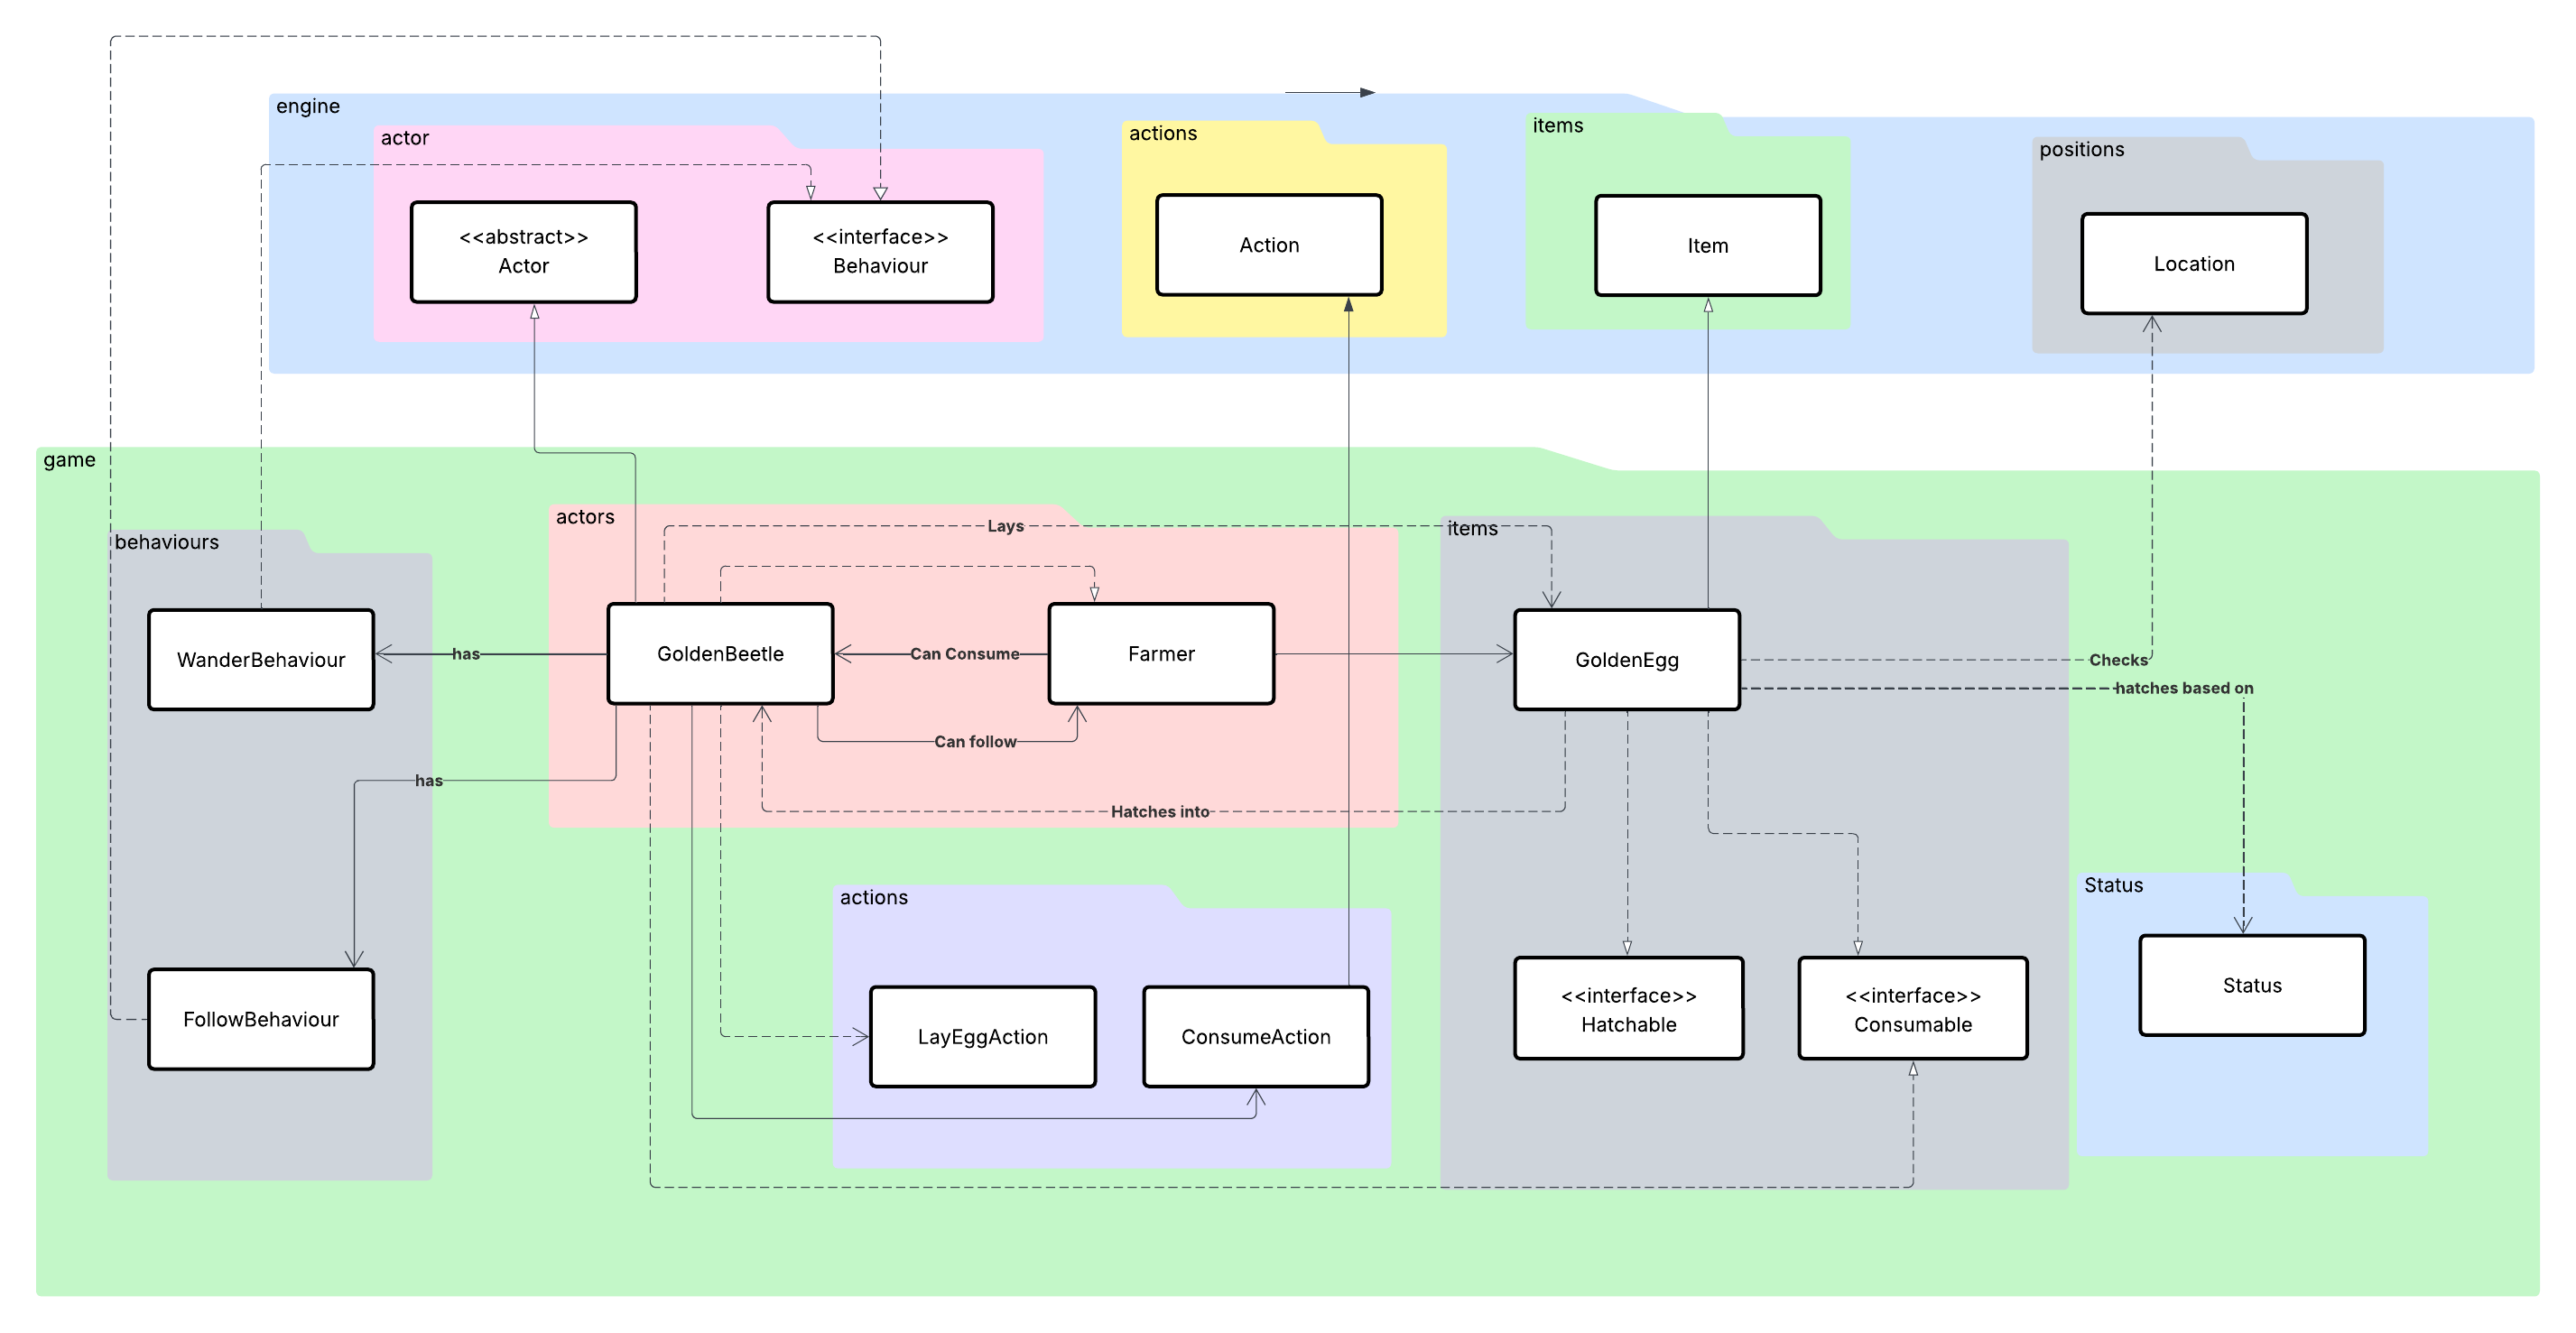 engine
actor
actions
items
positions
<<abstract>>
Actor
<<interface>>
Behaviour
Action
Item
Location
game
behaviours
actors
Lays
items
WanderBehaviour
has
GoldenBeetle
Can Consume
Farmer
GoldenEgg
Checks
hatches based on
Can follow
has
Hatches into
actions
Status
FollowBehaviour
LayEggAction
ConsumeAction
<<interface>>
Hatchable
<<interface>>
Consumable
Status